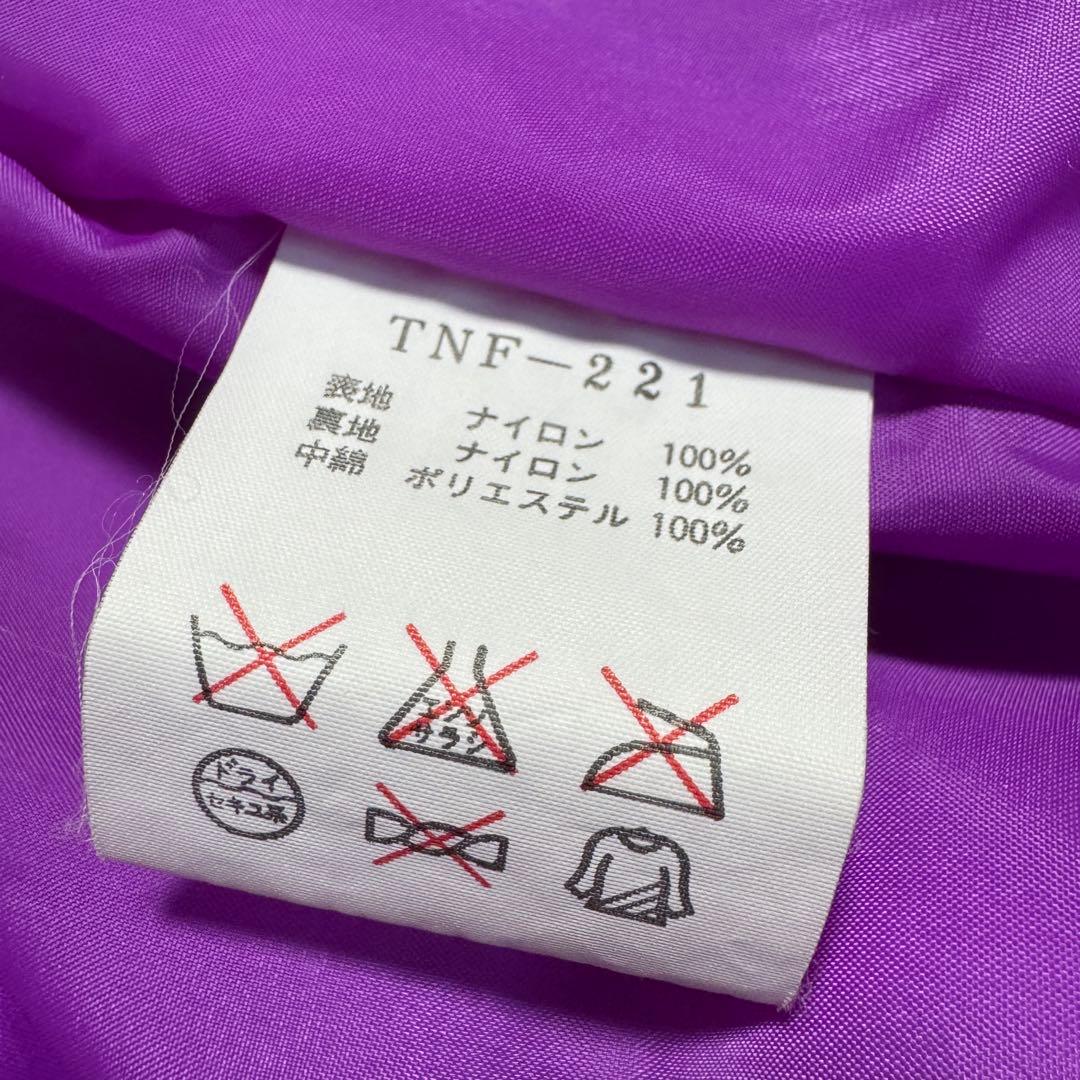 TNF-221
表地 ナイロン 100%
裏地 ナイロン 100%
中綿 ポリエステル 100%
エンソ
サラシ
ドライ
セキユ系